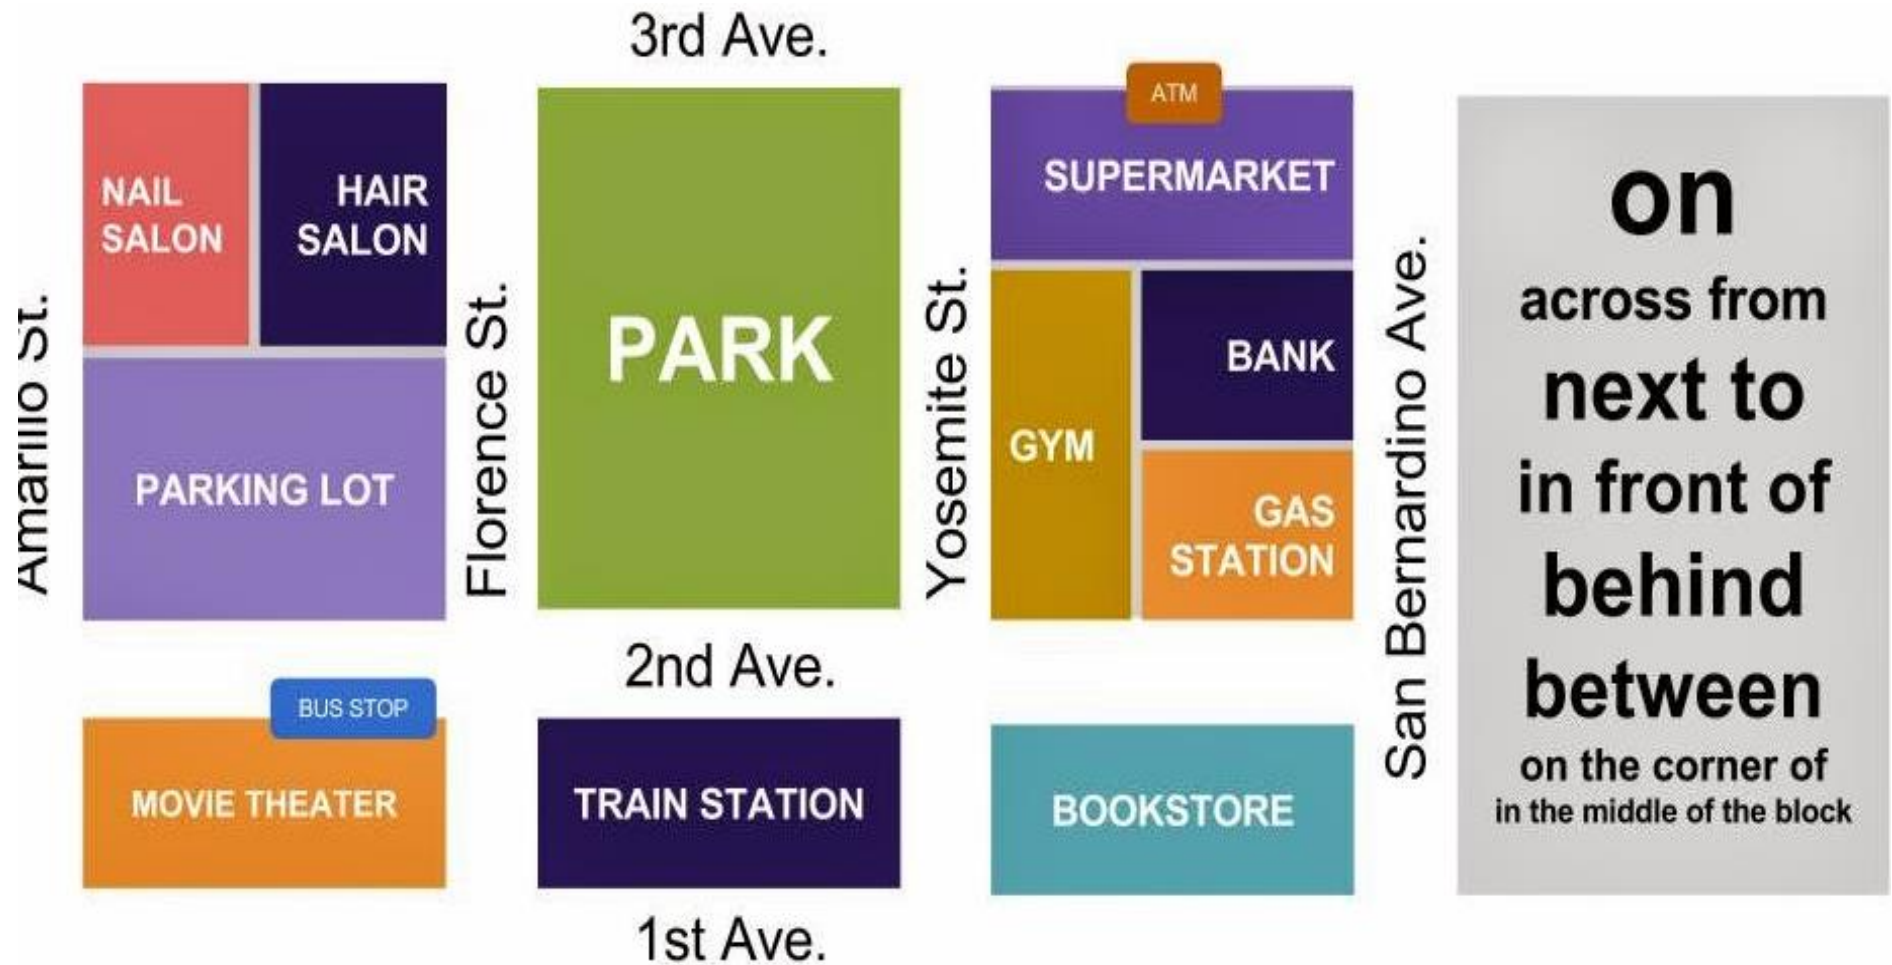 3rd Ave.
ATM
NAIL
SALON
HAIR
SALON
PARK
SUPERMARKET
BANK
GYM
GAS
STATION
PARKING LOT
Amarillo St.
Florence St.
Yosemite St.
San Bernardino Ave.
2nd Ave.
BUS STOP
MOVIE THEATER
TRAIN STATION
BOOKSTORE
1st Ave.
on
across from
next to
in front of
behind
between
on the corner of
in the middle of the block